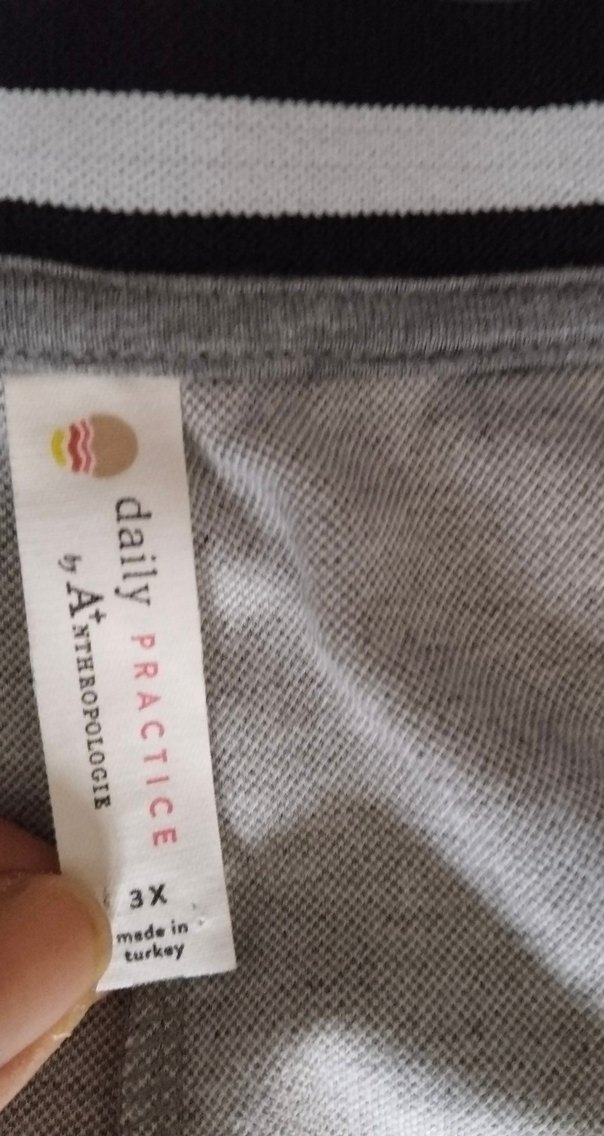 daily PRACTICE
by A+NTHROPOLOGIE
3X
made in
turkey